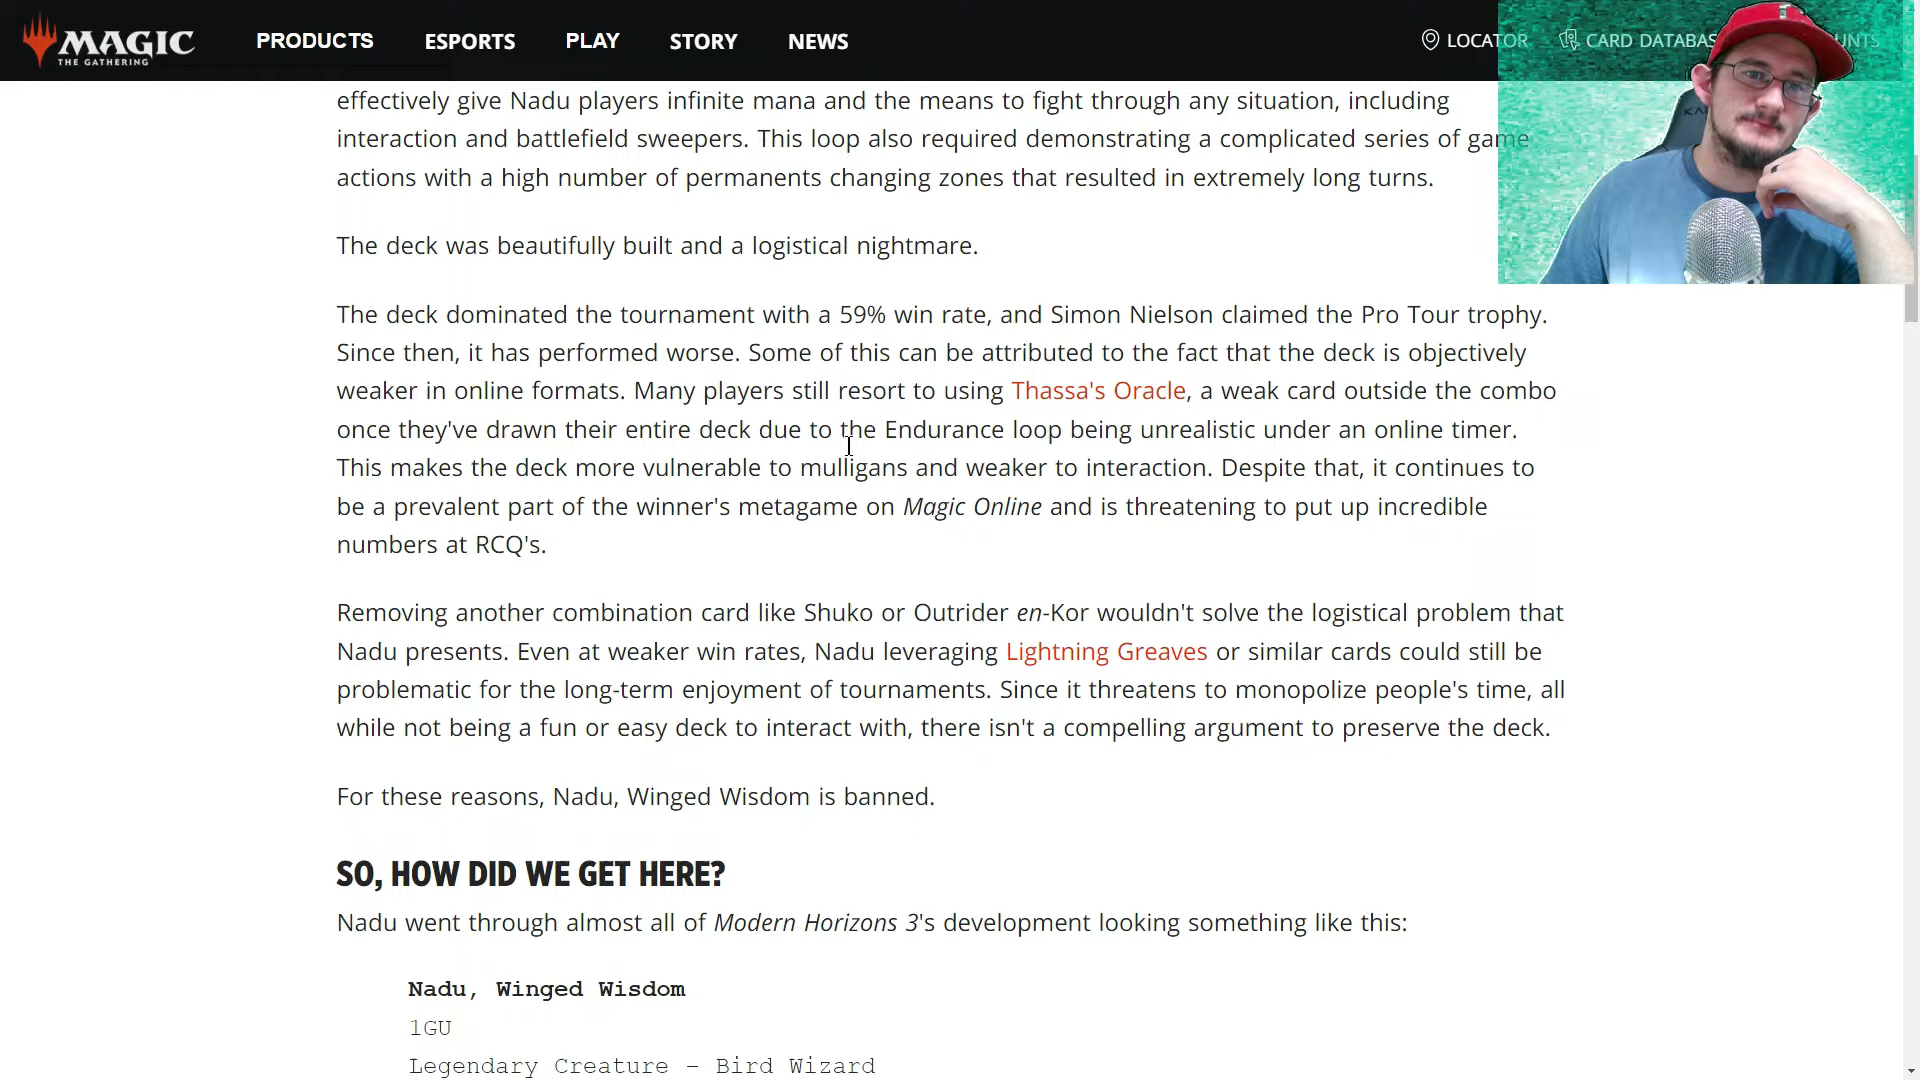 MAGIC
THE GATHERING
PRODUCTS
ESPORTS
PLAY
STORY
NEWS
LOCATOR
CARD DATABAS
UNTS
effectively give Nadu players infinite mana and the means to fight through any situation, including
interaction and battlefield sweepers. This loop also required demonstrating a complicated series of game
actions with a high number of permanents changing zones that resulted in extremely long turns.
The deck was beautifully built and a logistical nightmare.
The deck dominated the tournament with a 59% win rate, and Simon Nielson claimed the Pro Tour trophy.
Since then, it has performed worse. Some of this can be attributed to the fact that the deck is objectively
weaker in online formats. Many players still resort to using Thassa's Oracle, a weak card outside the combo
once they've drawn their entire deck due to the Endurance loop being unrealistic under an online timer.
This makes the deck more vulnerable to mulligans and weaker to interaction. Despite that, it continues to
be a prevalent part of the winner's metagame on Magic Online and is threatening to put up incredible
numbers at RCQ's.
Removing another combination card like Shuko or Outrider en-Kor wouldn't solve the logistical problem that
Nadu presents. Even at weaker win rates, Nadu leveraging Lightning Greaves or similar cards could still be
problematic for the long-term enjoyment of tournaments. Since it threatens to monopolize people's time, all
while not being a fun or easy deck to interact with, there isn't a compelling argument to preserve the deck.
For these reasons, Nadu, Winged Wisdom is banned.
SO, HOW DID WE GET HERE?
Nadu went through almost all of Modern Horizons 3's development looking something like this:
Nadu, Winged Wisdom
1GU
Legendary Creature – Bird Wizard